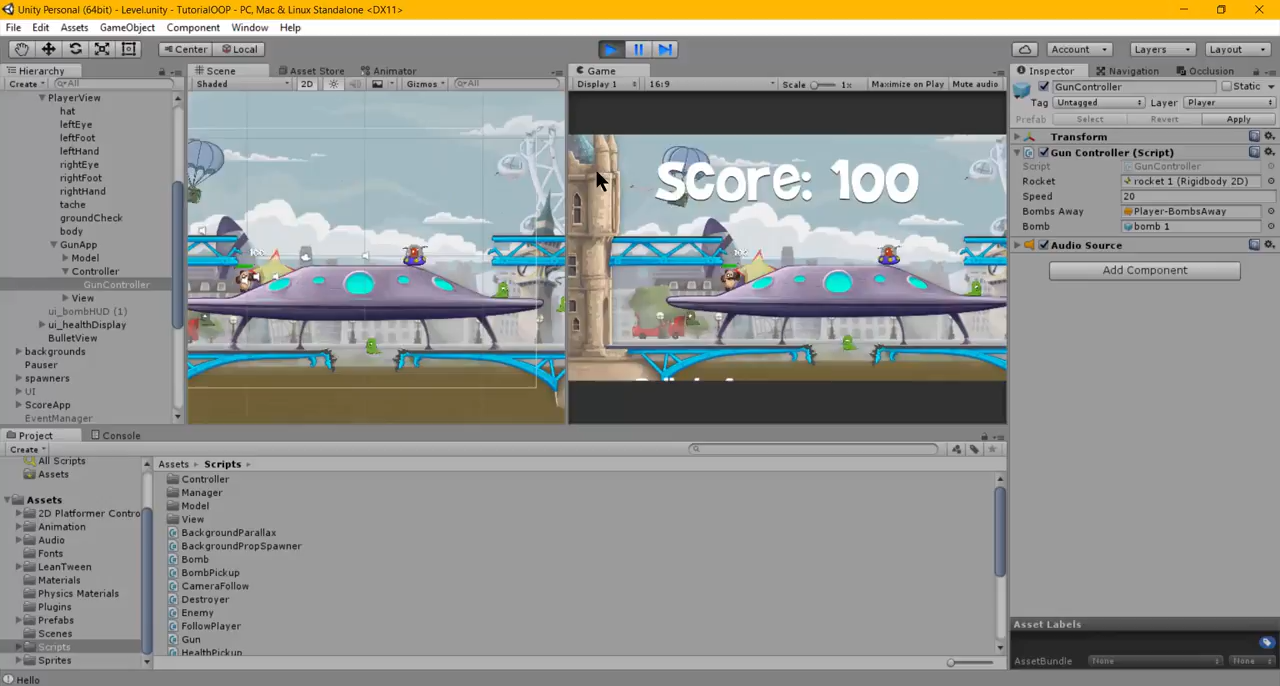 Unity Personal (64bit) - Level.unity - TutorialOOP - PC, Mac & Linux Standalone <DX11>
File Edit Assets GameObject Component Window Help
Center Local
Account Layers Layout
Hierarchy
Create All
PlayerView
hat
leftEye
leftFoot
leftHand
rightEye
rightFoot
rightHand
tache
groundCheck
body
GunApp
Model
Controller
GunController
View
ui_bombHUD (1)
ui_healthDisplay
BulletView
backgrounds
Pauser
spawners
UI
ScoreApp
EventManager
Scene Asset Store Animator
Shaded 2D Gizmos All
Game
Display 1 16:9 Scale 1x Maximize on Play Mute audio
Score: 100
Inspector Navigation Occlusion
GunController Static
Tag Untagged Layer Player
Prefab Select Revert Apply
Transform
Gun Controller (Script)
Script GunController
Rocket rocket 1 (Rigidbody 2D)
Speed 20
Bombs Away Player-BombsAway
Bomb bomb 1
Audio Source
Add Component
Project Console
Create
All Scripts
Assets
Assets
2D Platformer Contro
Animation
Audio
Fonts
LeanTween
Materials
Physics Materials
Plugins
Prefabs
Scenes
Scripts
Sprites
Assets Scripts
Controller
Manager
Model
View
BackgroundParallax
BackgroundPropSpawner
Bomb
BombPickup
CameraFollow
Destroyer
Enemy
FollowPlayer
Gun
HealthPickup
Asset Labels
AssetBundle None None
Hello